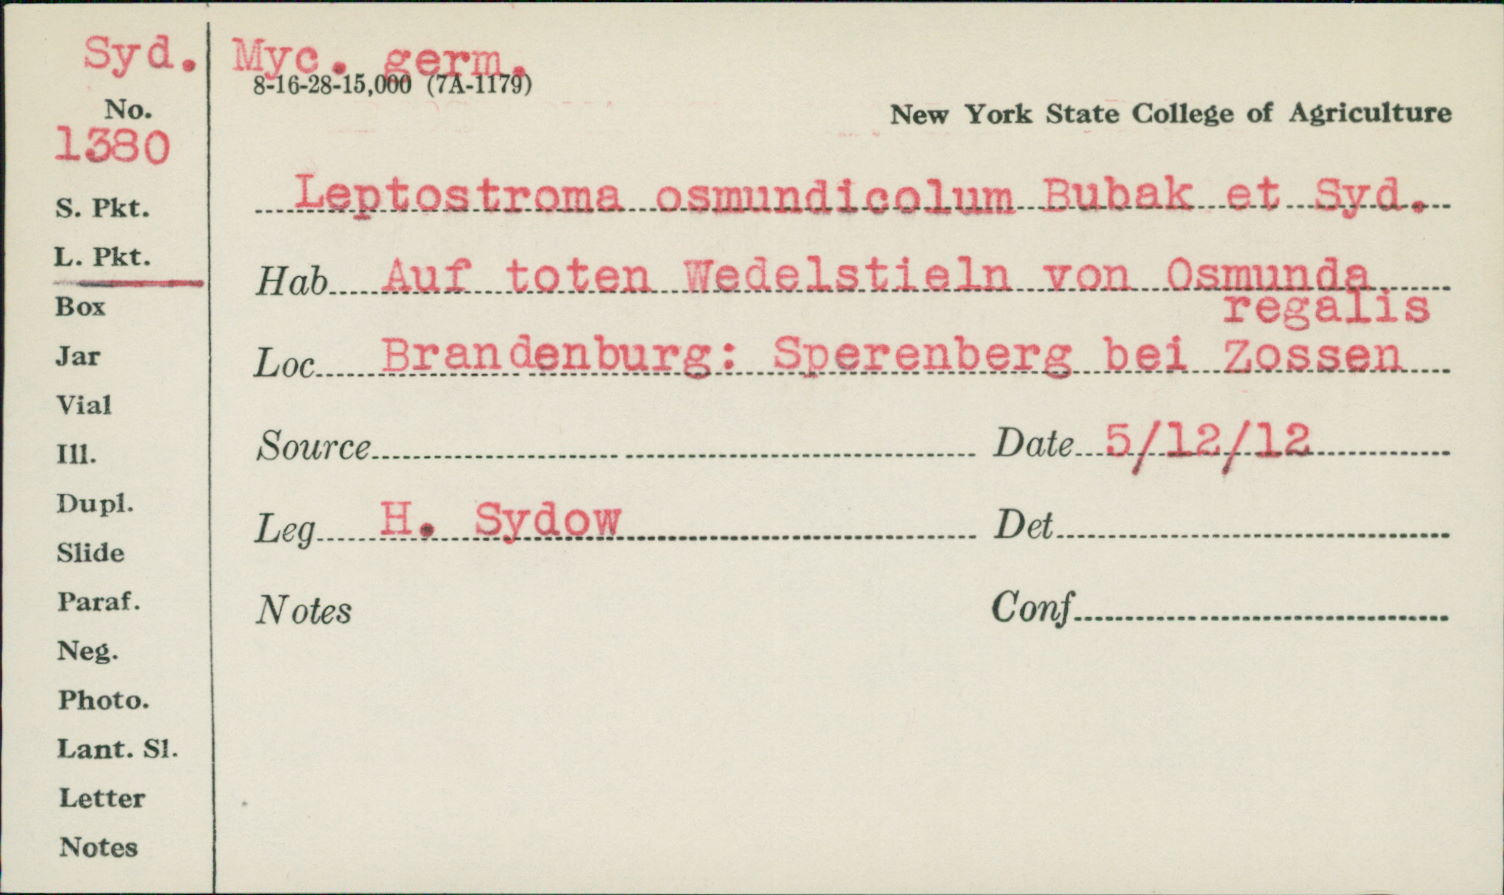 Syd. Myc. germ.
8-16-28-15,000 (7A-1179)
No.
New York State College of Agriculture
1380
Leptostroma osmundicolum Bubak et Syd.
S. Pkt.
L. Pkt.
Hab Auf toten Wedelstieln von Osmunda
regalis
Box
Loc Brandenburg: Sperenberg bei Zossen
Jar
Vial
Source Date 5/12/12
Ill.
Dupl.
Leg H. Sydow Det
Slide
Paraf.
Notes Conf
Neg.
Photo.
Lant. Sl.
Letter
Notes